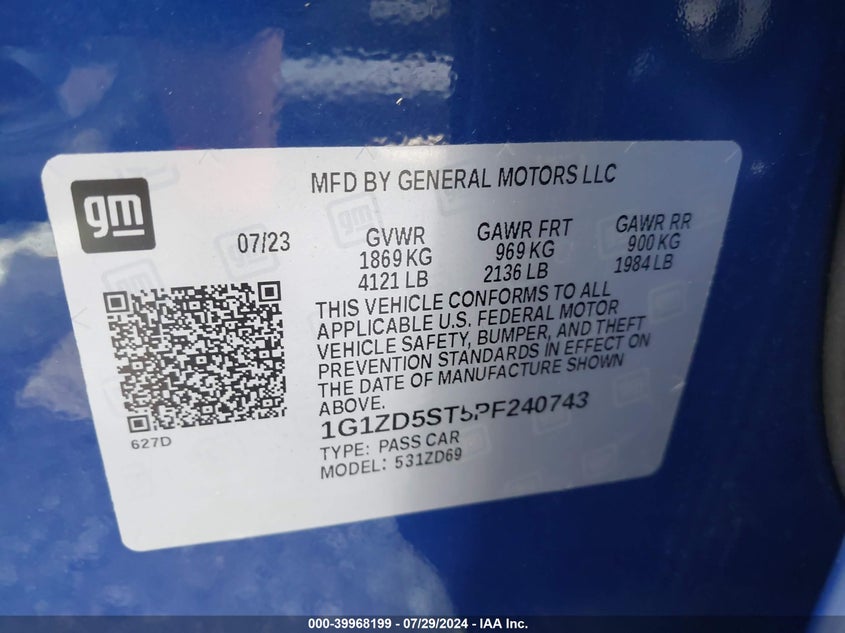 gm
MFD BY GENERAL MOTORS LLC
07/23
GVWR
1869 KG
4121 LB
GAWR FRT
969 KG
2136 LB
GAWR RR
900 KG
1984 LB
THIS VEHICLE CONFORMS TO ALL
APPLICABLE U.S. FEDERAL MOTOR
VEHICLE SAFETY, BUMPER, AND THEFT
PREVENTION STANDARDS IN EFFECT ON
THE DATE OF MANUFACTURE SHOWN
ABOVE.
1G1ZD5ST5PF240743
TYPE: PASS CAR
MODEL: 531ZD69
627D
000-39968199 - 07/29/2024 - IAA Inc.